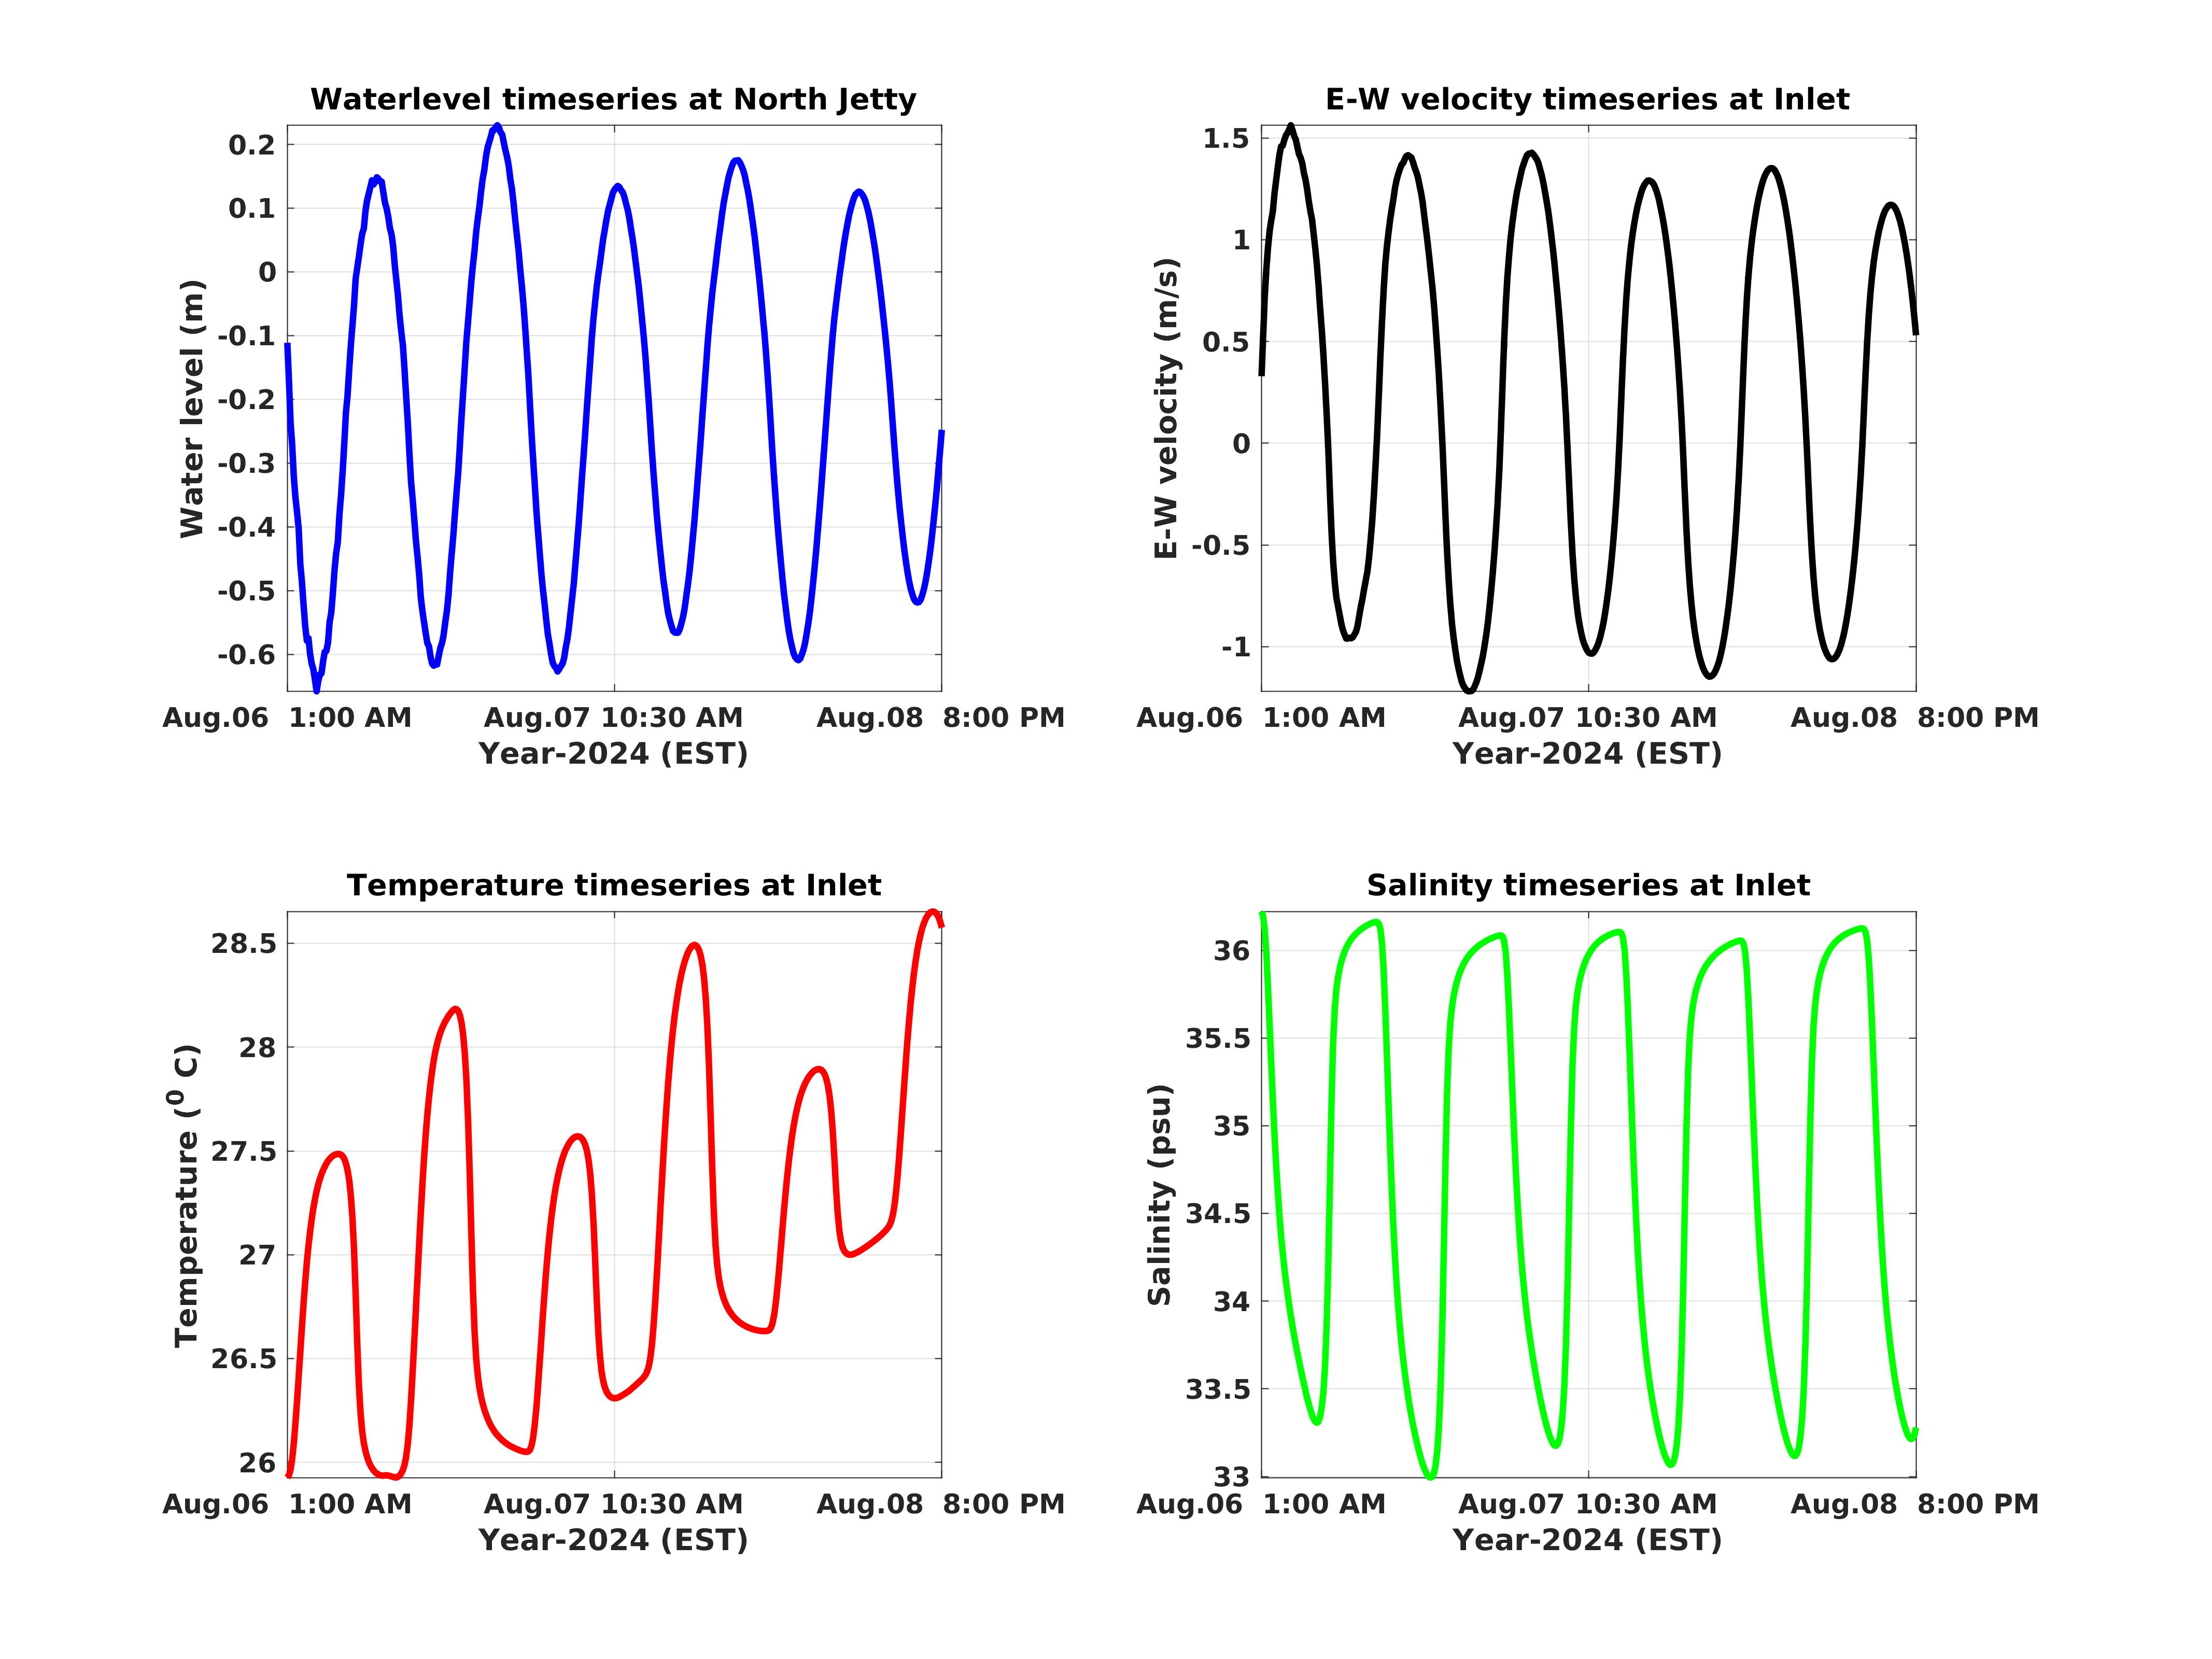 Waterlevel timeseries at North Jetty
0.2
0.1
0
-0.1
-0.2
-0.3
-0.4
-0.5
-0.6
Water level (m)
Aug.06 1:00 AM Aug.07 10:30 AM Aug.08 8:00 PM
Year-2024 (EST)
E-W velocity timeseries at Inlet
1.5
1
0.5
0
-0.5
-1
E-W velocity (m/s)
Aug.06 1:00 AM Aug.07 10:30 AM Aug.08 8:00 PM
Year-2024 (EST)
Temperature timeseries at Inlet
28.5
28
27.5
27
26.5
26
Temperature (⁰ C)
Aug.06 1:00 AM Aug.07 10:30 AM Aug.08 8:00 PM
Year-2024 (EST)
Salinity timeseries at Inlet
36
35.5
35
34.5
34
33.5
33
Salinity (psu)
Aug.06 1:00 AM Aug.07 10:30 AM Aug.08 8:00 PM
Year-2024 (EST)